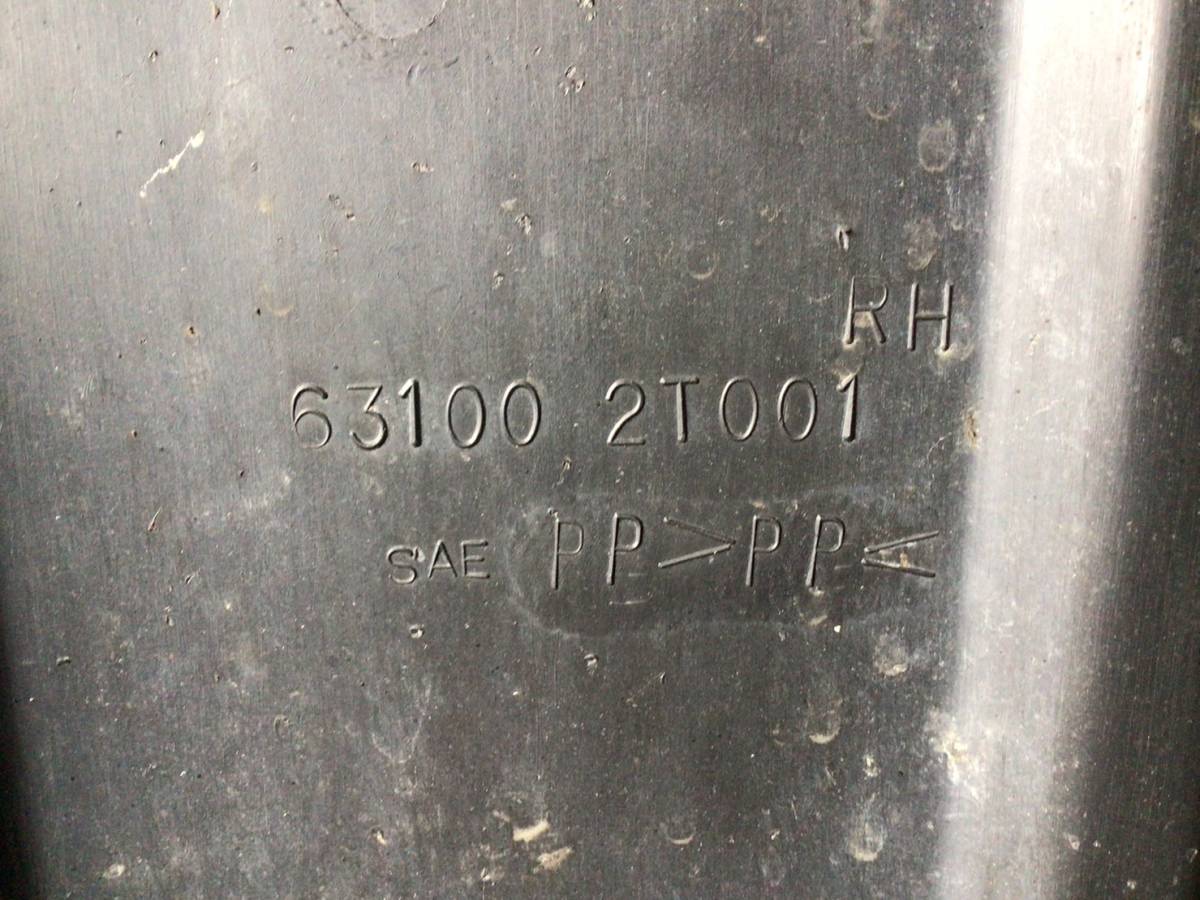 RH
63100 2T001
SAE PP>PP<